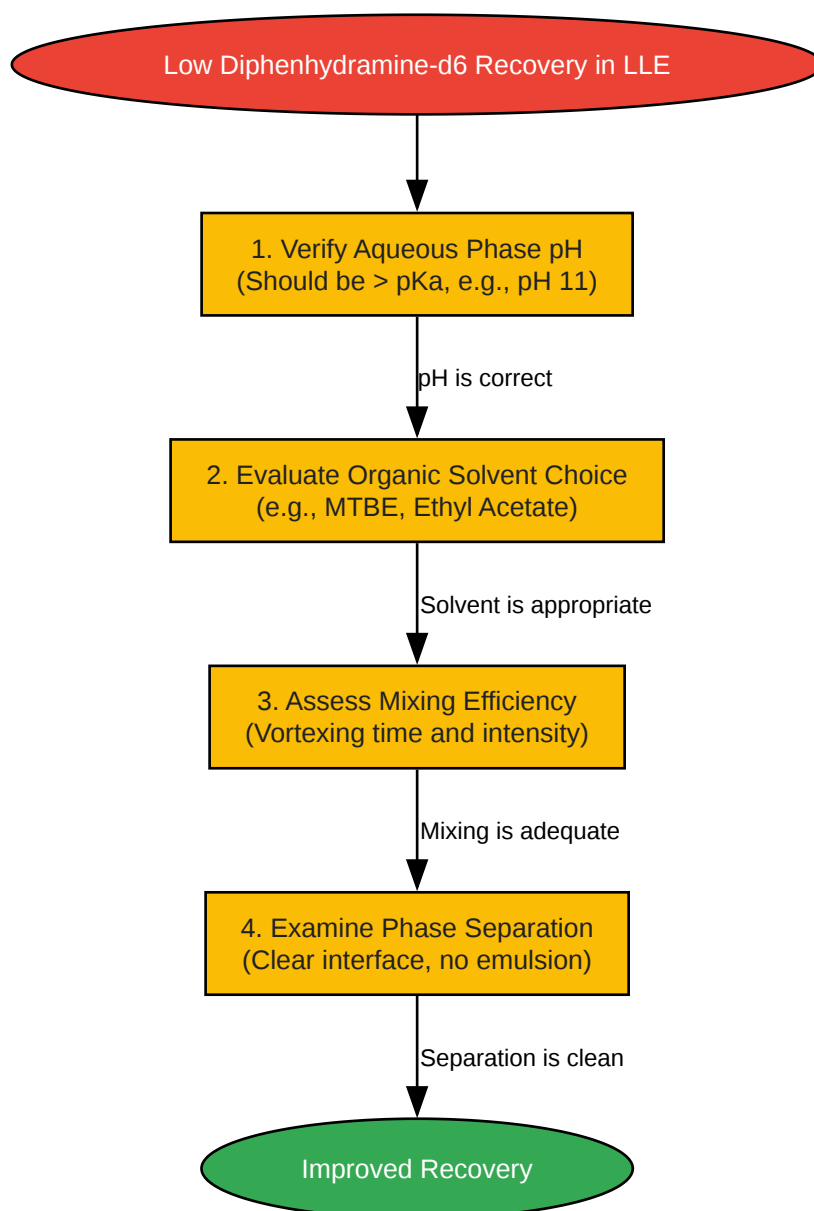 Low Diphenhydramine-d6 Recovery in LLE
1. Verify Aqueous Phase pH
(Should be > pKa, e.g., pH 11)
pH is correct
2. Evaluate Organic Solvent Choice
(e.g., MTBE, Ethyl Acetate)
Solvent is appropriate
3. Assess Mixing Efficiency
(Vortexing time and intensity)
Mixing is adequate
4. Examine Phase Separation
(Clear interface, no emulsion)
Separation is clean
Improved Recovery